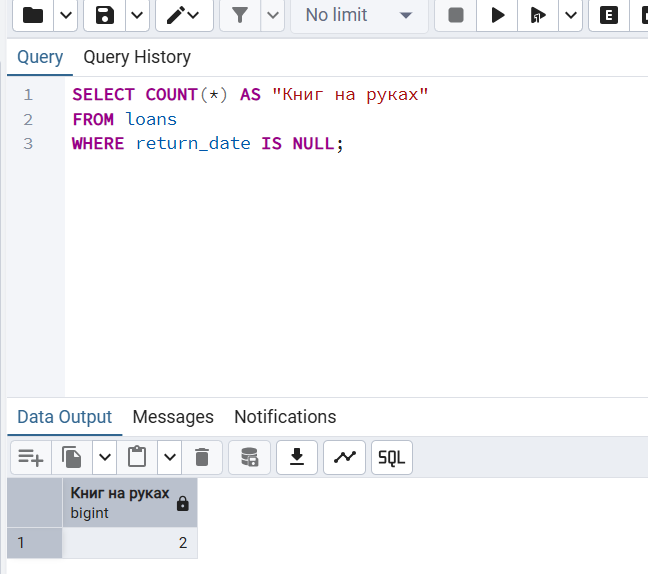 No limit
E
Query Query History
1 SELECT COUNT(*) AS "Книг на руках"
2 FROM loans
3 WHERE return_date IS NULL;
Data Output Messages Notifications
SQL
Книг на руках
bigint
1 2